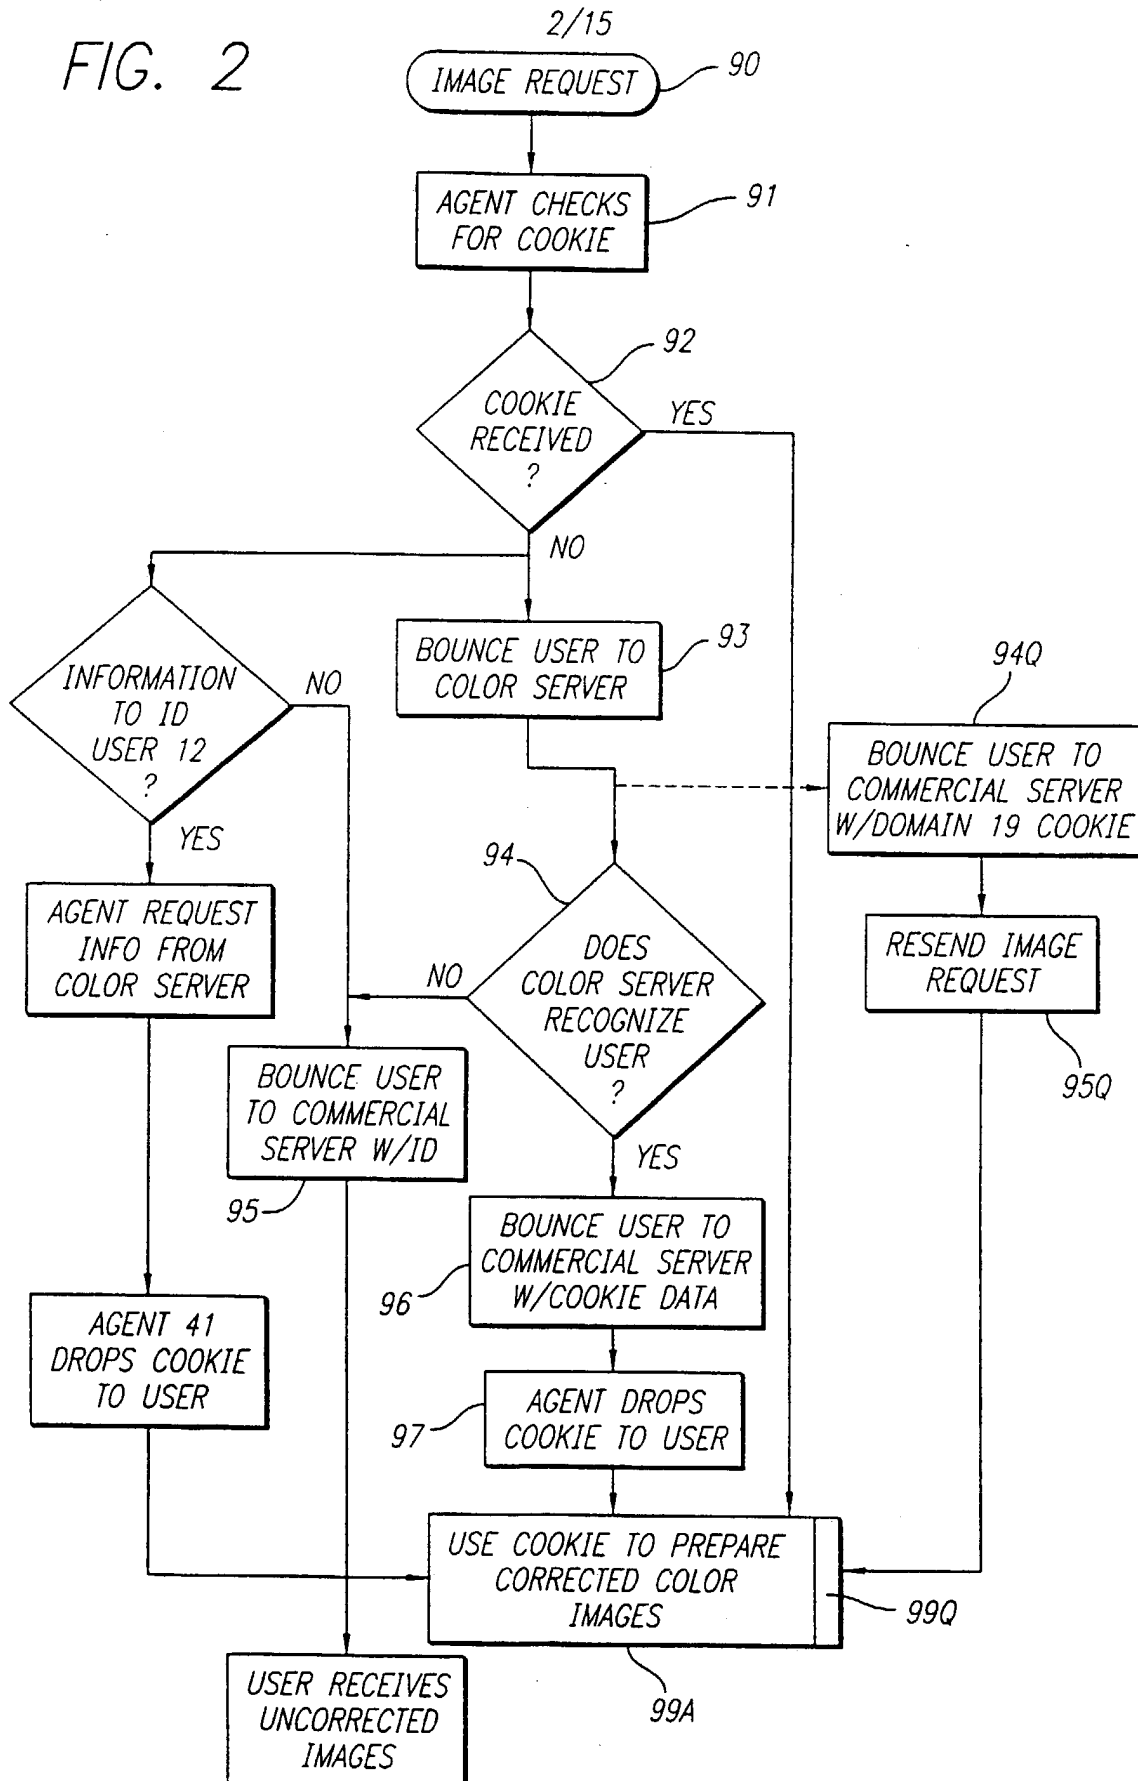 2/15
FIG. 2
IMAGE REQUEST
90
AGENT CHECKS
FOR COOKIE
91
92
COOKIE
RECEIVED
?
YES
NO
INFORMATION
TO ID
USER 12
?
NO
YES
BOUNCE USER TO
COLOR SERVER
93
94Q
BOUNCE USER TO
COMMERCIAL SERVER
W/DOMAIN 19 COOKIE
94
DOES
COLOR SERVER
RECOGNIZE
USER
?
NO
YES
AGENT REQUEST
INFO FROM
COLOR SERVER
RESEND IMAGE
REQUEST
95Q
BOUNCE USER
TO COMMERCIAL
SERVER W/ID
95
BOUNCE USER TO
COMMERCIAL SERVER
W/COOKIE DATA
96
AGENT 41
DROPS COOKIE
TO USER
AGENT DROPS
COOKIE TO USER
97
USE COOKIE TO PREPARE
CORRECTED COLOR
IMAGES
99Q
99A
USER RECEIVES
UNCORRECTED
IMAGES